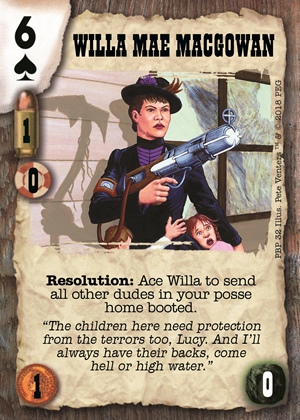 6
WILLA MAE MACGOWAN
1
0
Resolution: Ace Willa to send
all other dudes in your posse
home booted.
"The children here need protection
from the terrors too, Lucy. And I'll
always have their backs, come
hell or high water."
1
0
PBP 32 Illus. Pete Venters ™ & © 2018 PEG